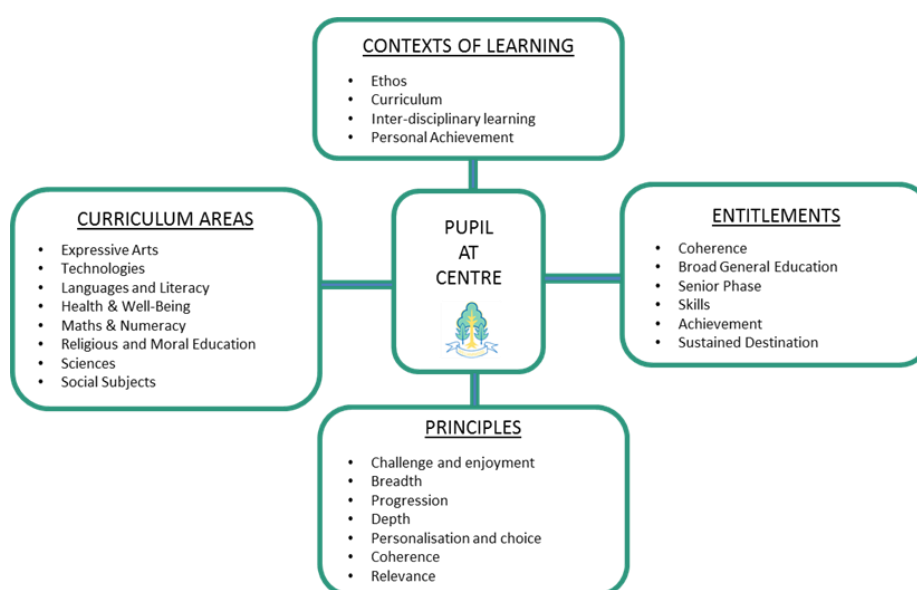 CONTEXTS OF LEARNING
• Ethos
• Curriculum
• Inter-disciplinary learning
• Personal Achievement
CURRICULUM AREAS
• Expressive Arts
• Technologies
• Languages and Literacy
• Health & Well-Being
• Maths & Numeracy
• Religious and Moral Education
• Sciences
• Social Subjects
PUPIL
AT
CENTRE
ENTITLEMENTS
• Coherence
• Broad General Education
• Senior Phase
• Skills
• Achievement
• Sustained Destination
PRINCIPLES
• Challenge and enjoyment
• Breadth
• Progression
• Depth
• Personalisation and choice
• Coherence
• Relevance